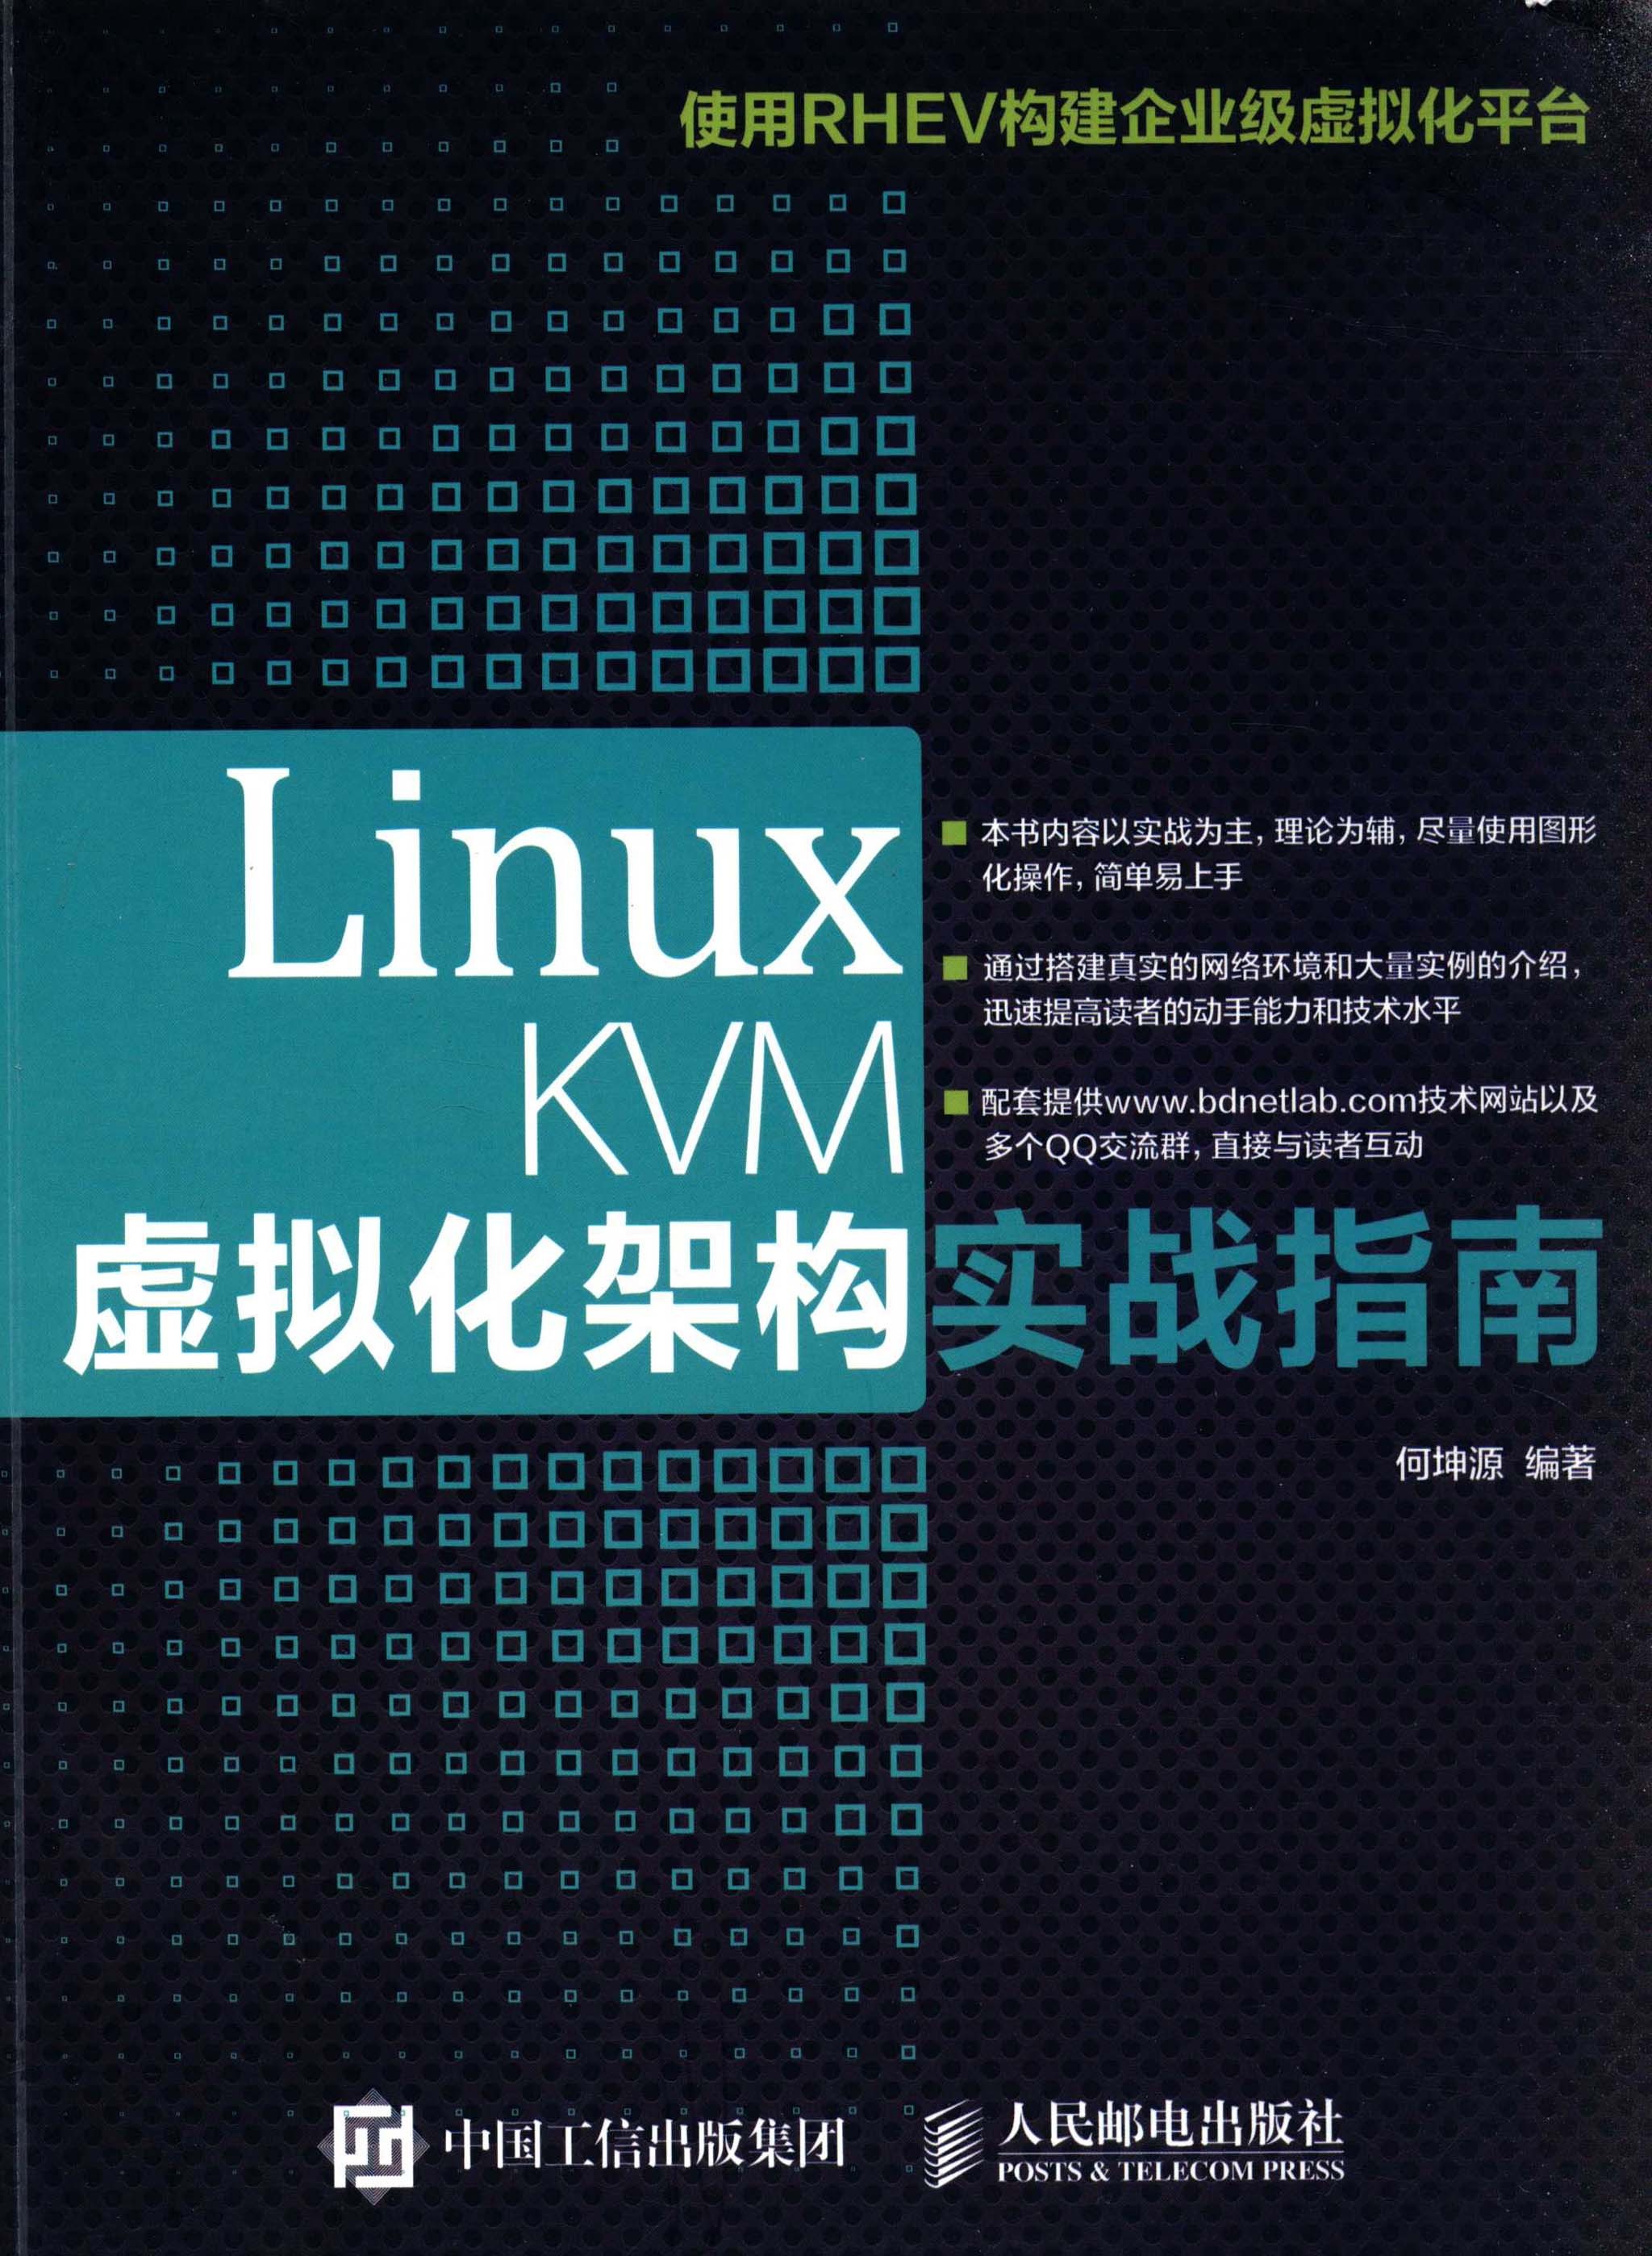 使用RHEV构建企业级虚拟化平台
Linux
KVM
虚拟化架构实战指南
本书内容以实战为主，理论为辅，尽量使用图形
化操作，简单易上手
通过搭建真实的网络环境和大量实例的介绍，
迅速提高读者的动手能力和技术水平
配套提供www.bdnetlab.com技术网站以及
多个QQ交流群，直接与读者互动
何坤源 编著
中国工信出版集团
人民邮电出版社
POSTS & TELECOM PRESS